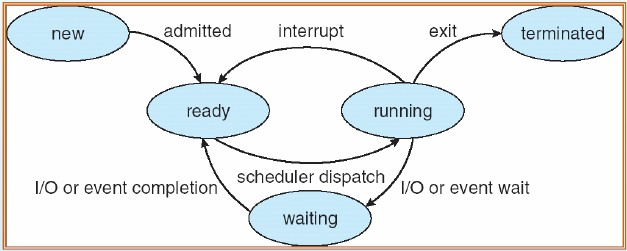 new
admitted
interrupt
exit
terminated
ready
running
I/O or event completion
scheduler dispatch
I/O or event wait
waiting